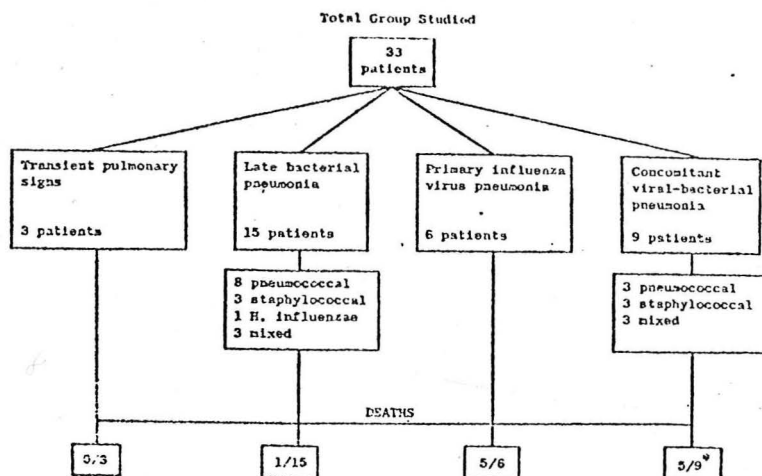 Total Group Studied
33
patients
Transient pulmonary
signs
3 patients
Late bacterial
pneumonia
15 patients
Primary influenza
virus pneumonia
6 patients
Concomitant
viral-bacterial
pneumonia
9 patients
8 pneumococcal
3 staphylococcal
1 H. influenzae
3 mixed
3 pneumococcal
3 staphylococcal
3 mixed
DEATHS
0/3
1/15
5/6
5/9*